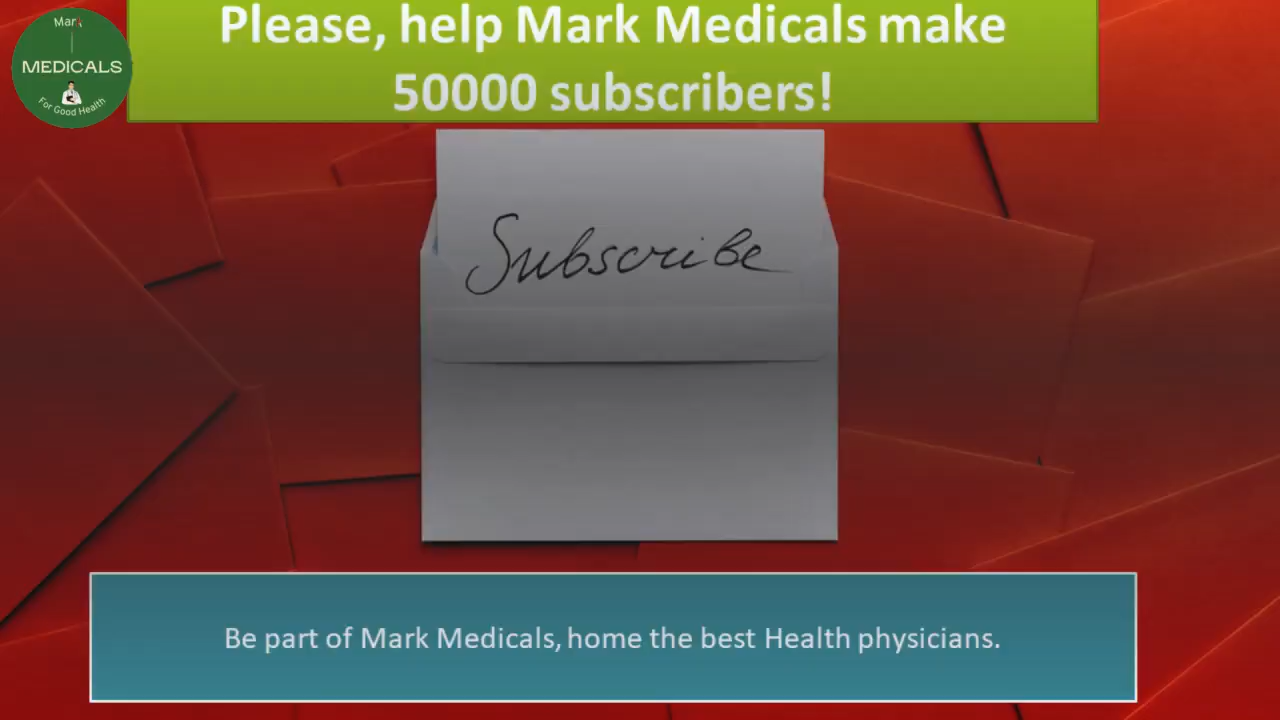 Please, help Mark Medicals make
50000 subscribers!
Mark
MEDICALS
For Good Health
Subscribe
Be part of Mark Medicals, home the best Health physicians.